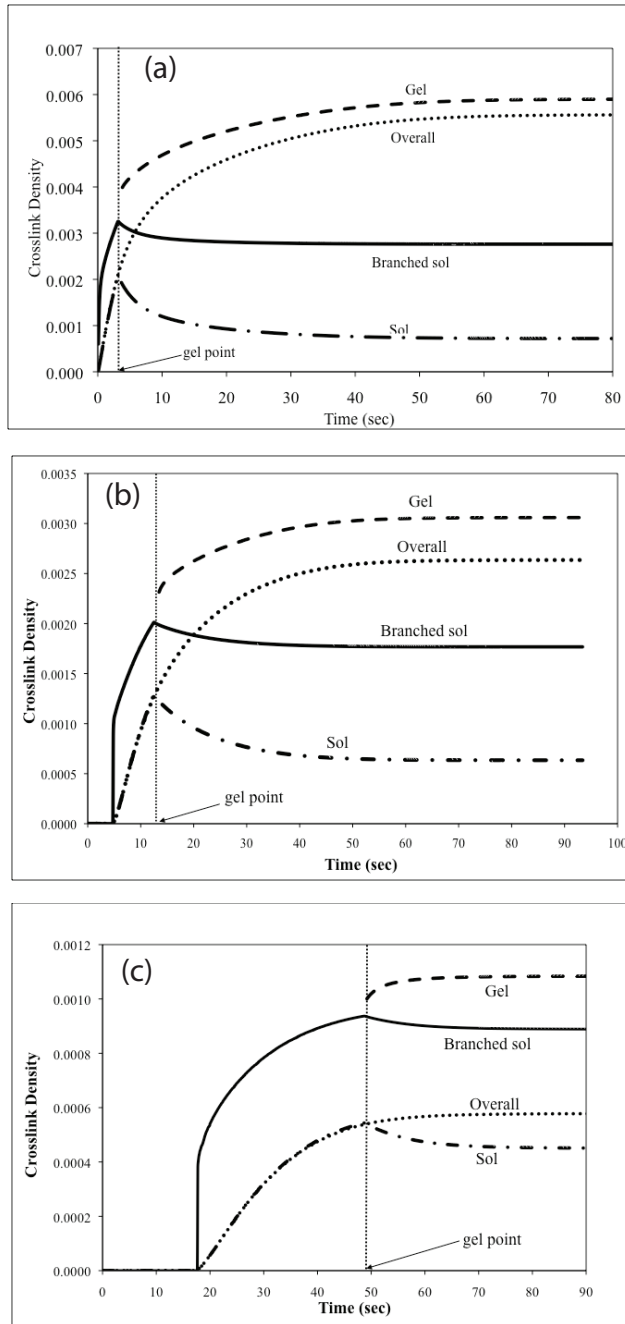 (a)
0.007
0.006
0.005
0.004
0.003
0.002
0.001
0.000
Crosslink Density
Gel
Overall
Branched sol
Sol
gel point
0 10 20 30 40 50 60 70 80
Time (sec)
(b)
0.0035
0.0030
0.0025
0.0020
0.0015
0.0010
0.0005
0.0000
Crosslink Density
Gel
Overall
Branched sol
Sol
gel point
0 10 20 30 40 50 60 70 80 90 100
Time (sec)
(c)
0.0012
0.0010
0.0008
0.0006
0.0004
0.0002
0.0000
Crosslink Density
Gel
Branched sol
Overall
Sol
gel point
0 10 20 30 40 50 60 70 80 90
Time (sec)